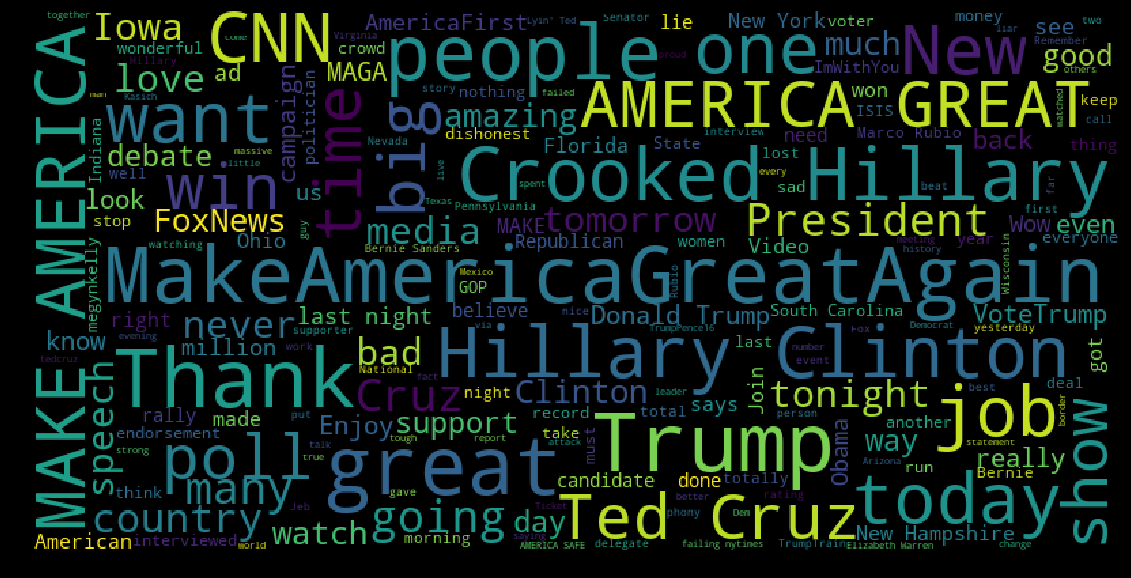 together
Iowa
CNN
AmericaFirst
Lyin' Ted
Senator
lie
New York
voter
money
liar
two
wonderful
Hillary
come
Virginia
crowd
people one
proud
much
New
see
Remember
good
others
love
ad
MAGA
story
nothing
ImWithYou
MAKE AMERICA
Kasich
want
campaign
politician
time
big
amazing
failed
AMERICA GREAT
won
ISIS
matched
keep
call
Indiana
debate
massive
little
Nevada
dishonest
interview
Florida
State
need
Marco Rubio
back
thing
well
win
us
live
Crooked Hillary
spent
lost
every
sad
beat
far
look
stop
FoxNews
guy
Texas
Pennsylvania
MAKE
tomorrow
President
first
Wow
even
watching
Ohio
media
Bernie Sanders
Republican
women
Video
meeting
history
year
everyone
Wisconsin
megynkelly
MakeAmericaGreatAgain
Mexico
GOP
Rubio
right
never
last night
believe
nice
Donald Trump
South Carolina
VoteTrump
know
evening
supporter
via
TrumpPence16
Fox
Democrat
yesterday
million
work
bad
Hillary Clinton
last
number
event
got
tedcruz
Thank
National
fact
Cruz
night
Clinton
leader
Join
tonight
best
deal
job
border
speech
rally
made
put
Enjoy
support
record
total
says
person
another
statement
show
endorsement
strong
poll
talk
true
tough
report
attack
take
must
Trump
Obama
way
really
think
many
Jeb
gave
great
candidate
done
totally
Arizona
run
Bernie
today
country
watch
going
day
Ticket
saying
Ted Cruz
better
rating
phony
Dem
New Hampshire
American
interviewed
world
morning
AMERICA SAFE
delegate
failing nytimes
TrumpTrain
Elizabeth Warren
change